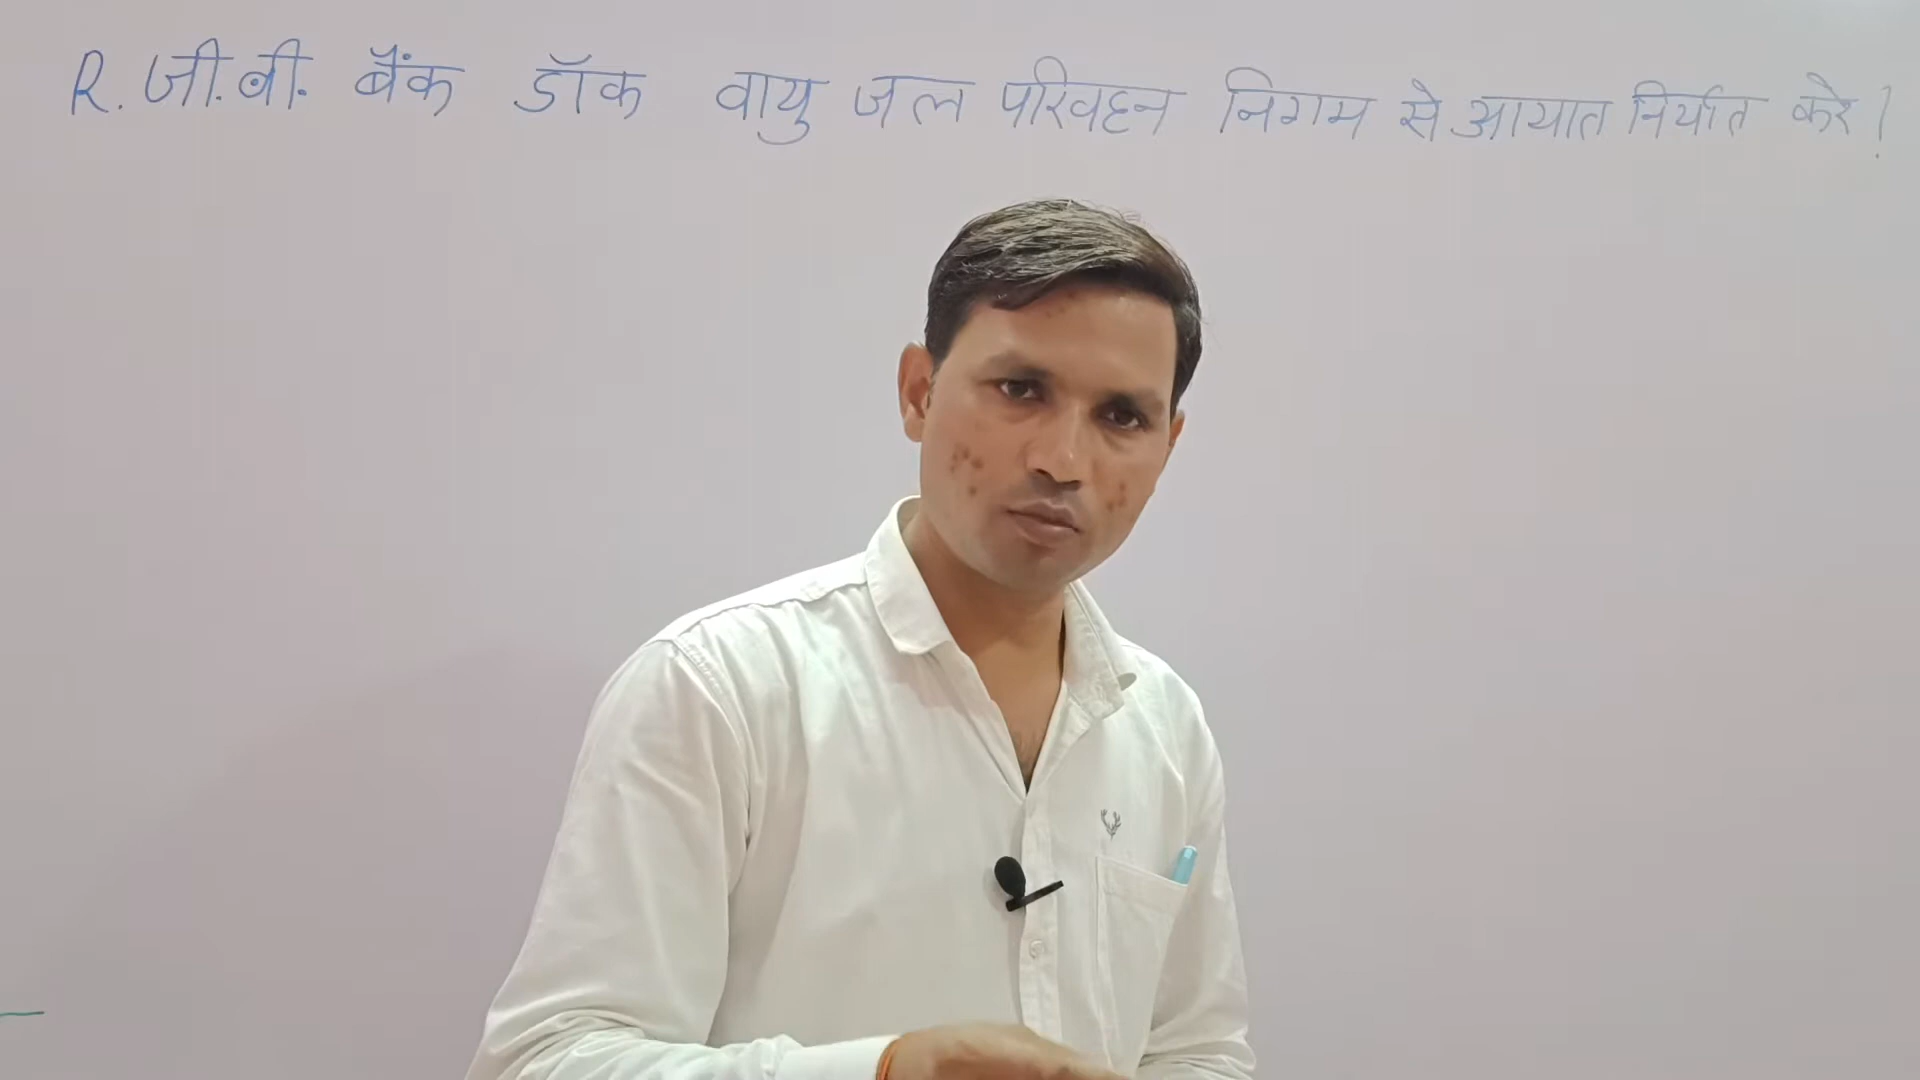 R. जी.बी. बैंक डॉक वायु जल परिवहन निगम से आयात निर्यात करे!